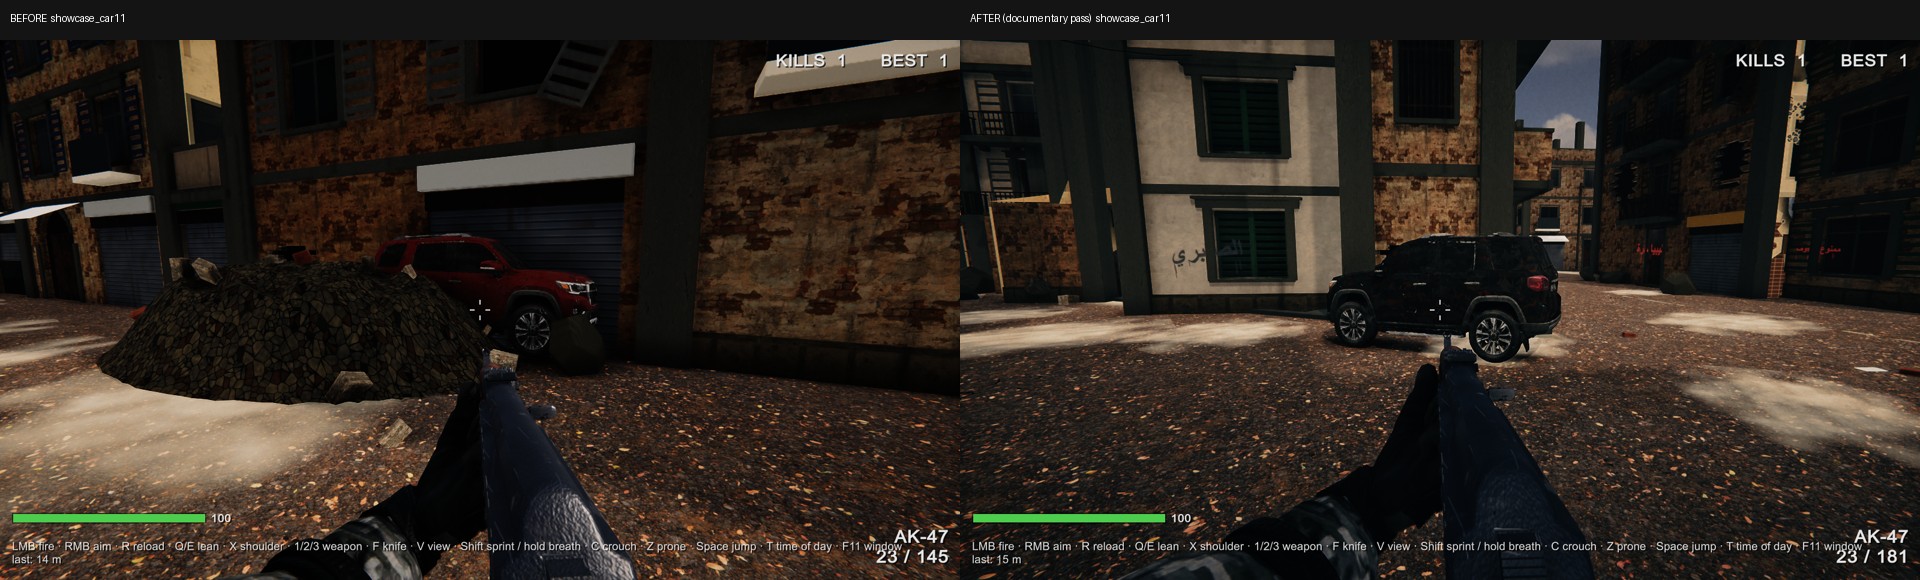 BEFORE showcase_car11
KILLS 1 BEST 1
100
AK-47
LMB fire · RMB aim · R reload · Q/E lean · X shoulder · 1/2/3 weapon · F knife · V view · Shift sprint / hold breath · C crouch · Z prone · Space jump · T time of day · F11 window
23 / 145
last: 14 m
AFTER (documentary pass) showcase_car11
KILLS 1 BEST 1
100
AK-47
LMB fire · RMB aim · R reload · Q/E lean · X shoulder · 1/2/3 weapon · F knife · V view · Shift sprint / hold breath · C crouch · Z prone · Space jump · T time of day · F11 window
23 / 181
last: 15 m